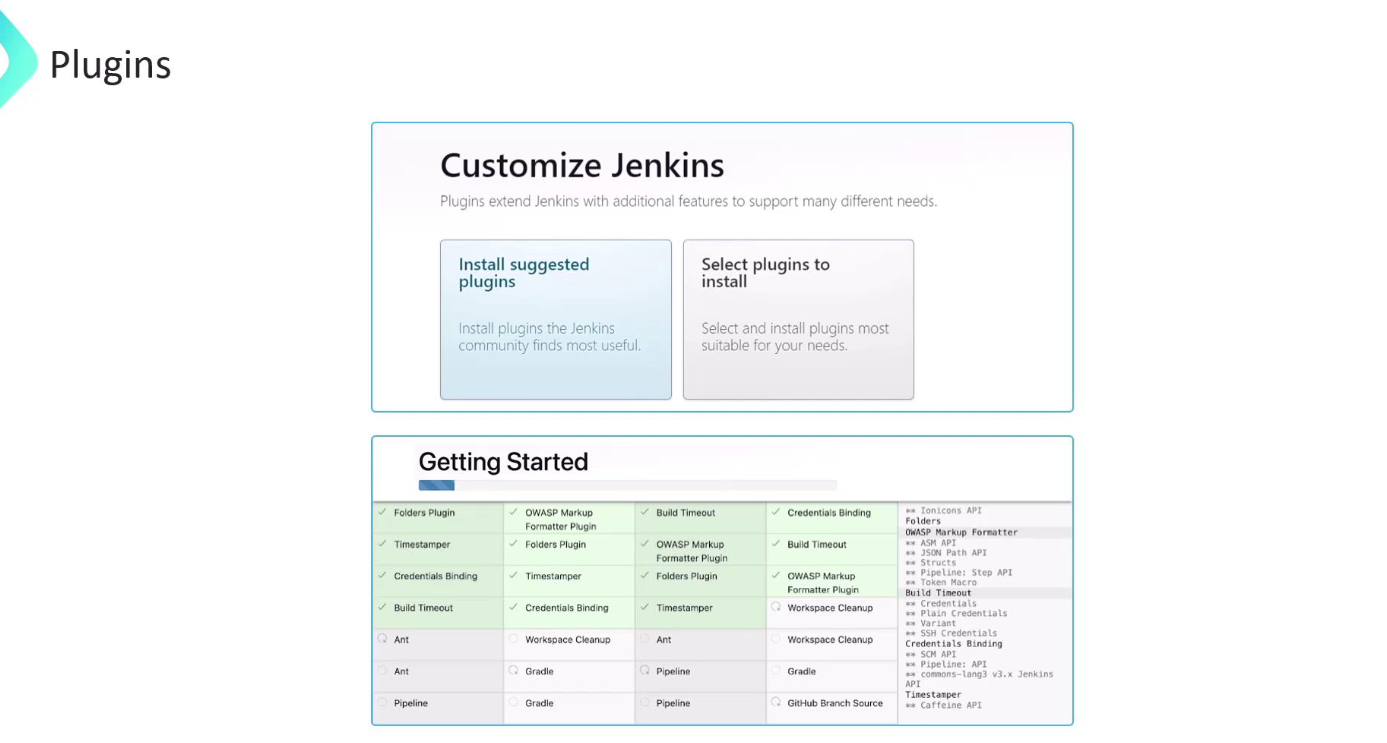 Plugins
Customize Jenkins
Plugins extend Jenkins with additional features to support many different needs.
Install suggested
plugins
Install plugins the Jenkins
community finds most useful.
Select plugins to
install
Select and install plugins most
suitable for your needs.
Getting Started
Folders Plugin
OWASP Markup
Formatter Plugin
Build Timeout
Credentials Binding
Timestamper
Folders Plugin
OWASP Markup
Formatter Plugin
Build Timeout
Credentials Binding
Timestamper
Folders Plugin
OWASP Markup
Formatter Plugin
Build Timeout
Credentials Binding
Timestamper
Workspace Cleanup
Ant
Workspace Cleanup
Ant
Workspace Cleanup
Ant
Gradle
Pipeline
Gradle
Pipeline
Gradle
Pipeline
GitHub Branch Source
** Ionicons API
Folders
OWASP Markup Formatter
** ASM API
** JSON Path API
** Structs
** Pipeline: Step API
** Token Macro
Build Timeout
** Credentials
** Plain Credentials
** Variant
** SSH Credentials
Credentials Binding
** SCM API
** Pipeline: API
** commons-lang3 v3.x Jenkins
API
Timestamper
** Caffeine API